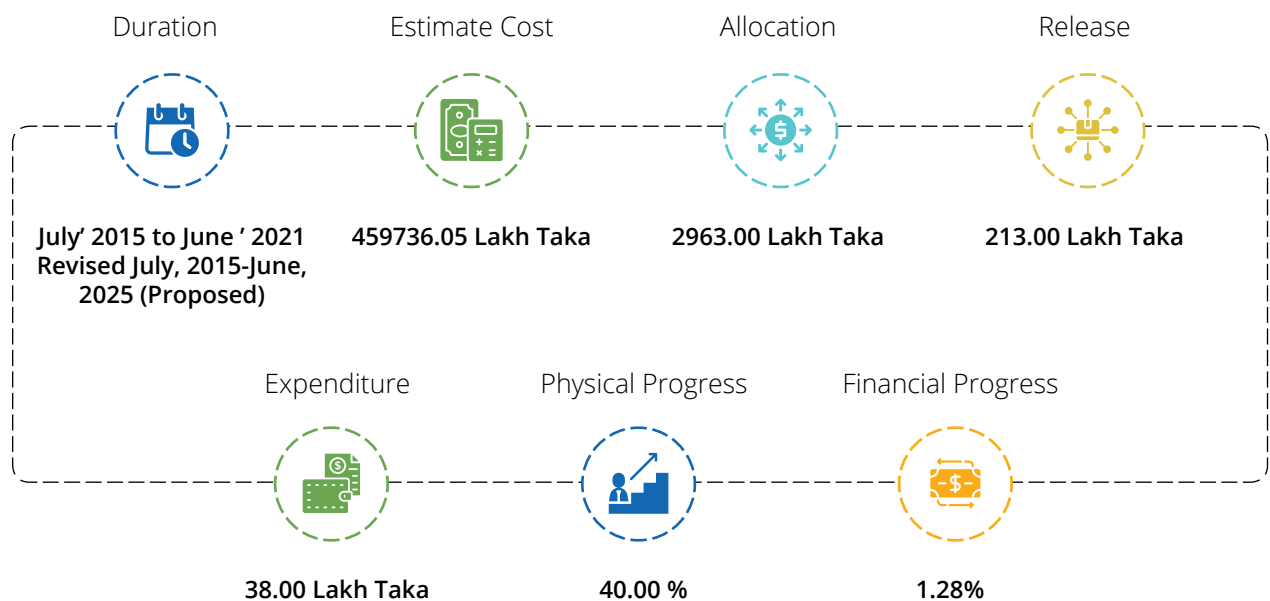 Duration
Estimate Cost
Allocation
Release
July’ 2015 to June ’ 2021
Revised July, 2015-June,
2025 (Proposed)
459736.05 Lakh Taka
2963.00 Lakh Taka
213.00 Lakh Taka
Expenditure
Physical Progress
Financial Progress
38.00 Lakh Taka
40.00 %
1.28%